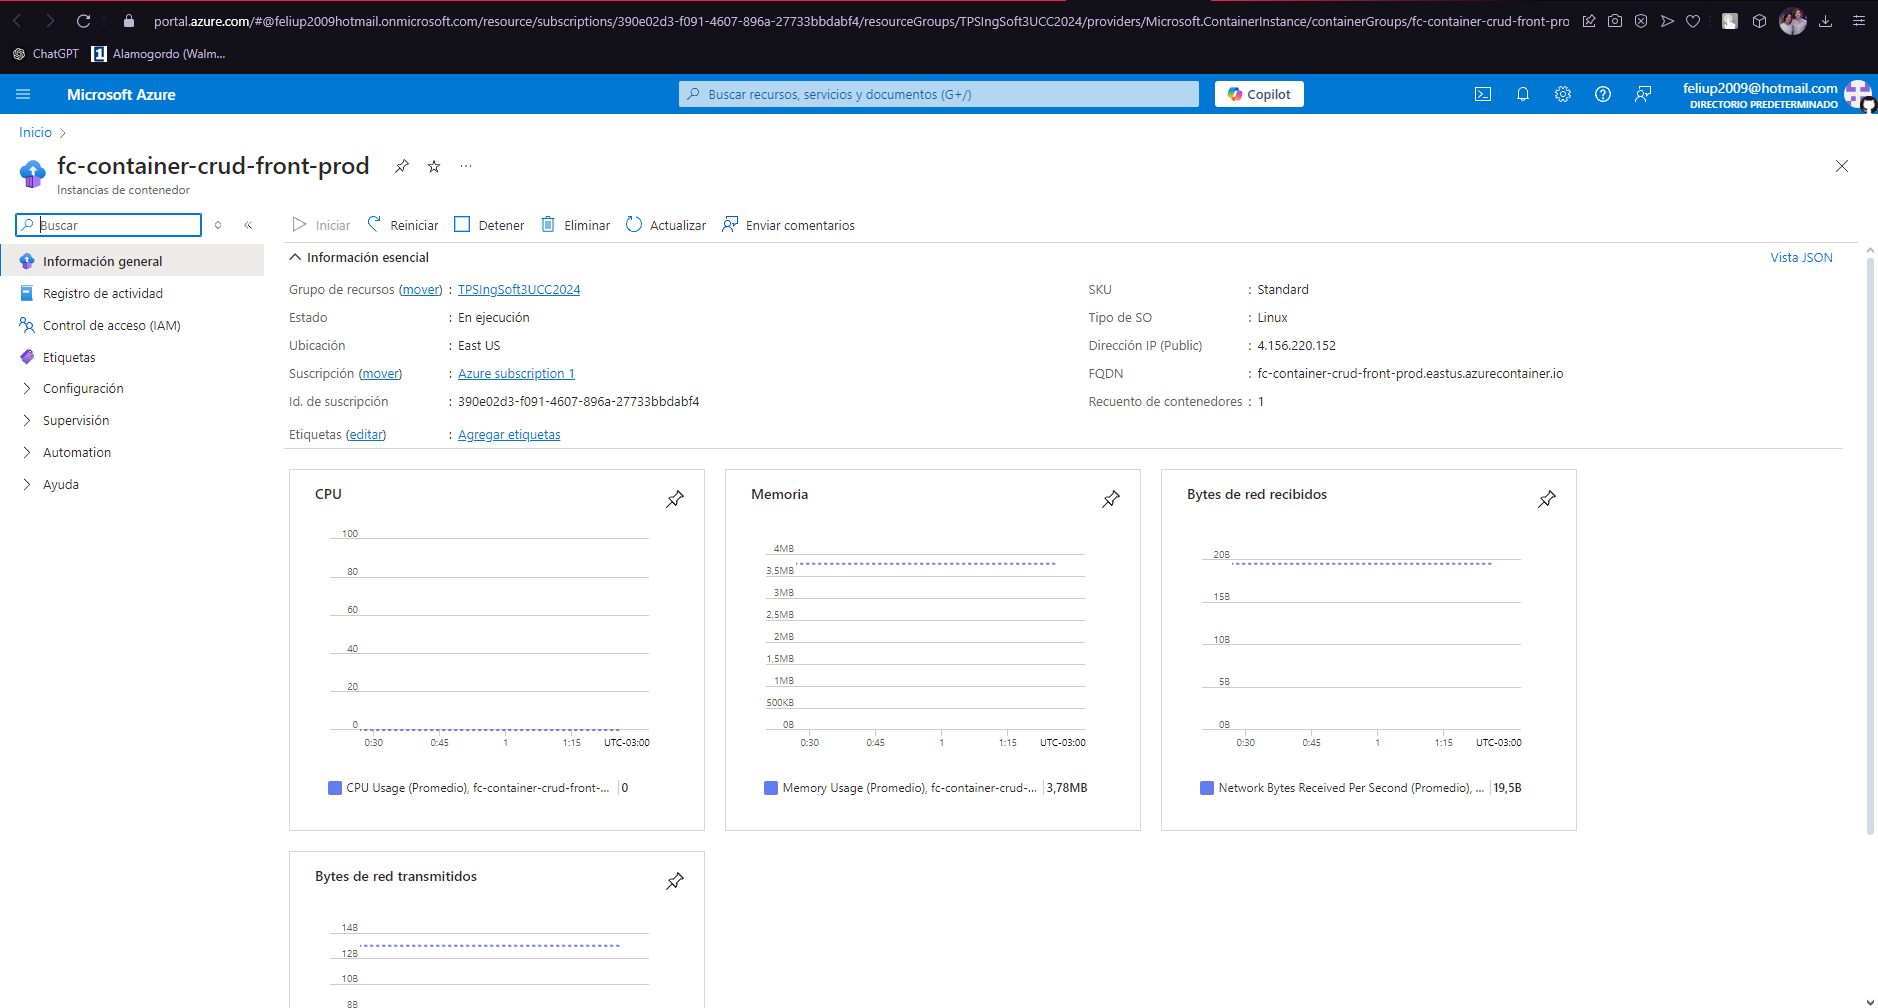 portal.azure.com/#@feliup2009hotmail.onmicrosoft.com/resource/subscriptions/390e02d3-f091-4607-896a-27733bbdabf4/resourceGroups/TPSIngSoft3UCC2024/providers/Microsoft.ContainerInstance/containerGroups/fc-container-crud-front-pro
ChatGPT
Alamogordo (Walm...
Microsoft Azure
Buscar recursos, servicios y documentos (G+/)
Copilot
feliup2009@hotmail.com
DIRECTORIO PREDETERMINADO
Inicio
fc-container-crud-front-prod
Instancias de contenedor
Buscar
Iniciar
Reiniciar
Detener
Eliminar
Actualizar
Enviar comentarios
Información general
Registro de actividad
Control de acceso (IAM)
Etiquetas
Configuración
Supervisión
Automation
Ayuda
Información esencial
Vista JSON
Grupo de recursos (mover) : TPSIngSoft3UCC2024
Estado : En ejecución
Ubicación : East US
Suscripción (mover) : Azure subscription 1
Id. de suscripción : 390e02d3-f091-4607-896a-27733bbdabf4
Etiquetas (editar) : Agregar etiquetas
SKU : Standard
Tipo de SO : Linux
Dirección IP (Public) : 4.156.220.152
FQDN : fc-container-crud-front-prod.eastus.azurecontainer.io
Recuento de contenedores : 1
CPU
100
80
60
40
20
0
0:30 0:45 1 1:15 UTC-03:00
CPU Usage (Promedio), fc-container-crud-front-... 0
Memoria
4MB
3,5MB
3MB
2,5MB
2MB
1,5MB
1MB
500KB
0B
0:30 0:45 1 1:15 UTC-03:00
Memory Usage (Promedio), fc-container-crud-... 3,78MB
Bytes de red recibidos
20B
15B
10B
5B
0B
0:30 0:45 1 1:15 UTC-03:00
Network Bytes Received Per Second (Promedio), ... 19,5B
Bytes de red transmitidos
14B
12B
10B
8B